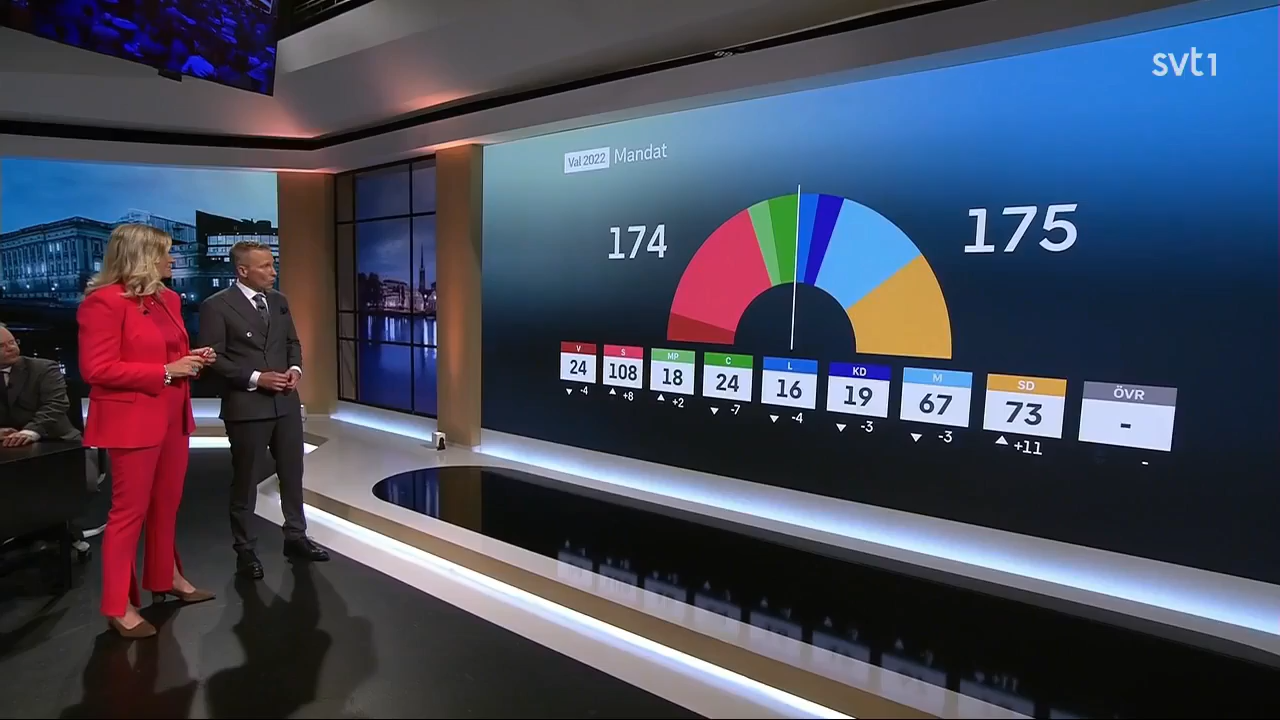 svt1
Val 2022 Mandat
174
175
V S MP C L KD M SD ÖVR
24 108 18 24 16 19 67 73 -
▼ -4 ▲ +8 ▲ +2 ▼ -7 ▼ -4 ▼ -3 ▼ -3 ▲ +11 -